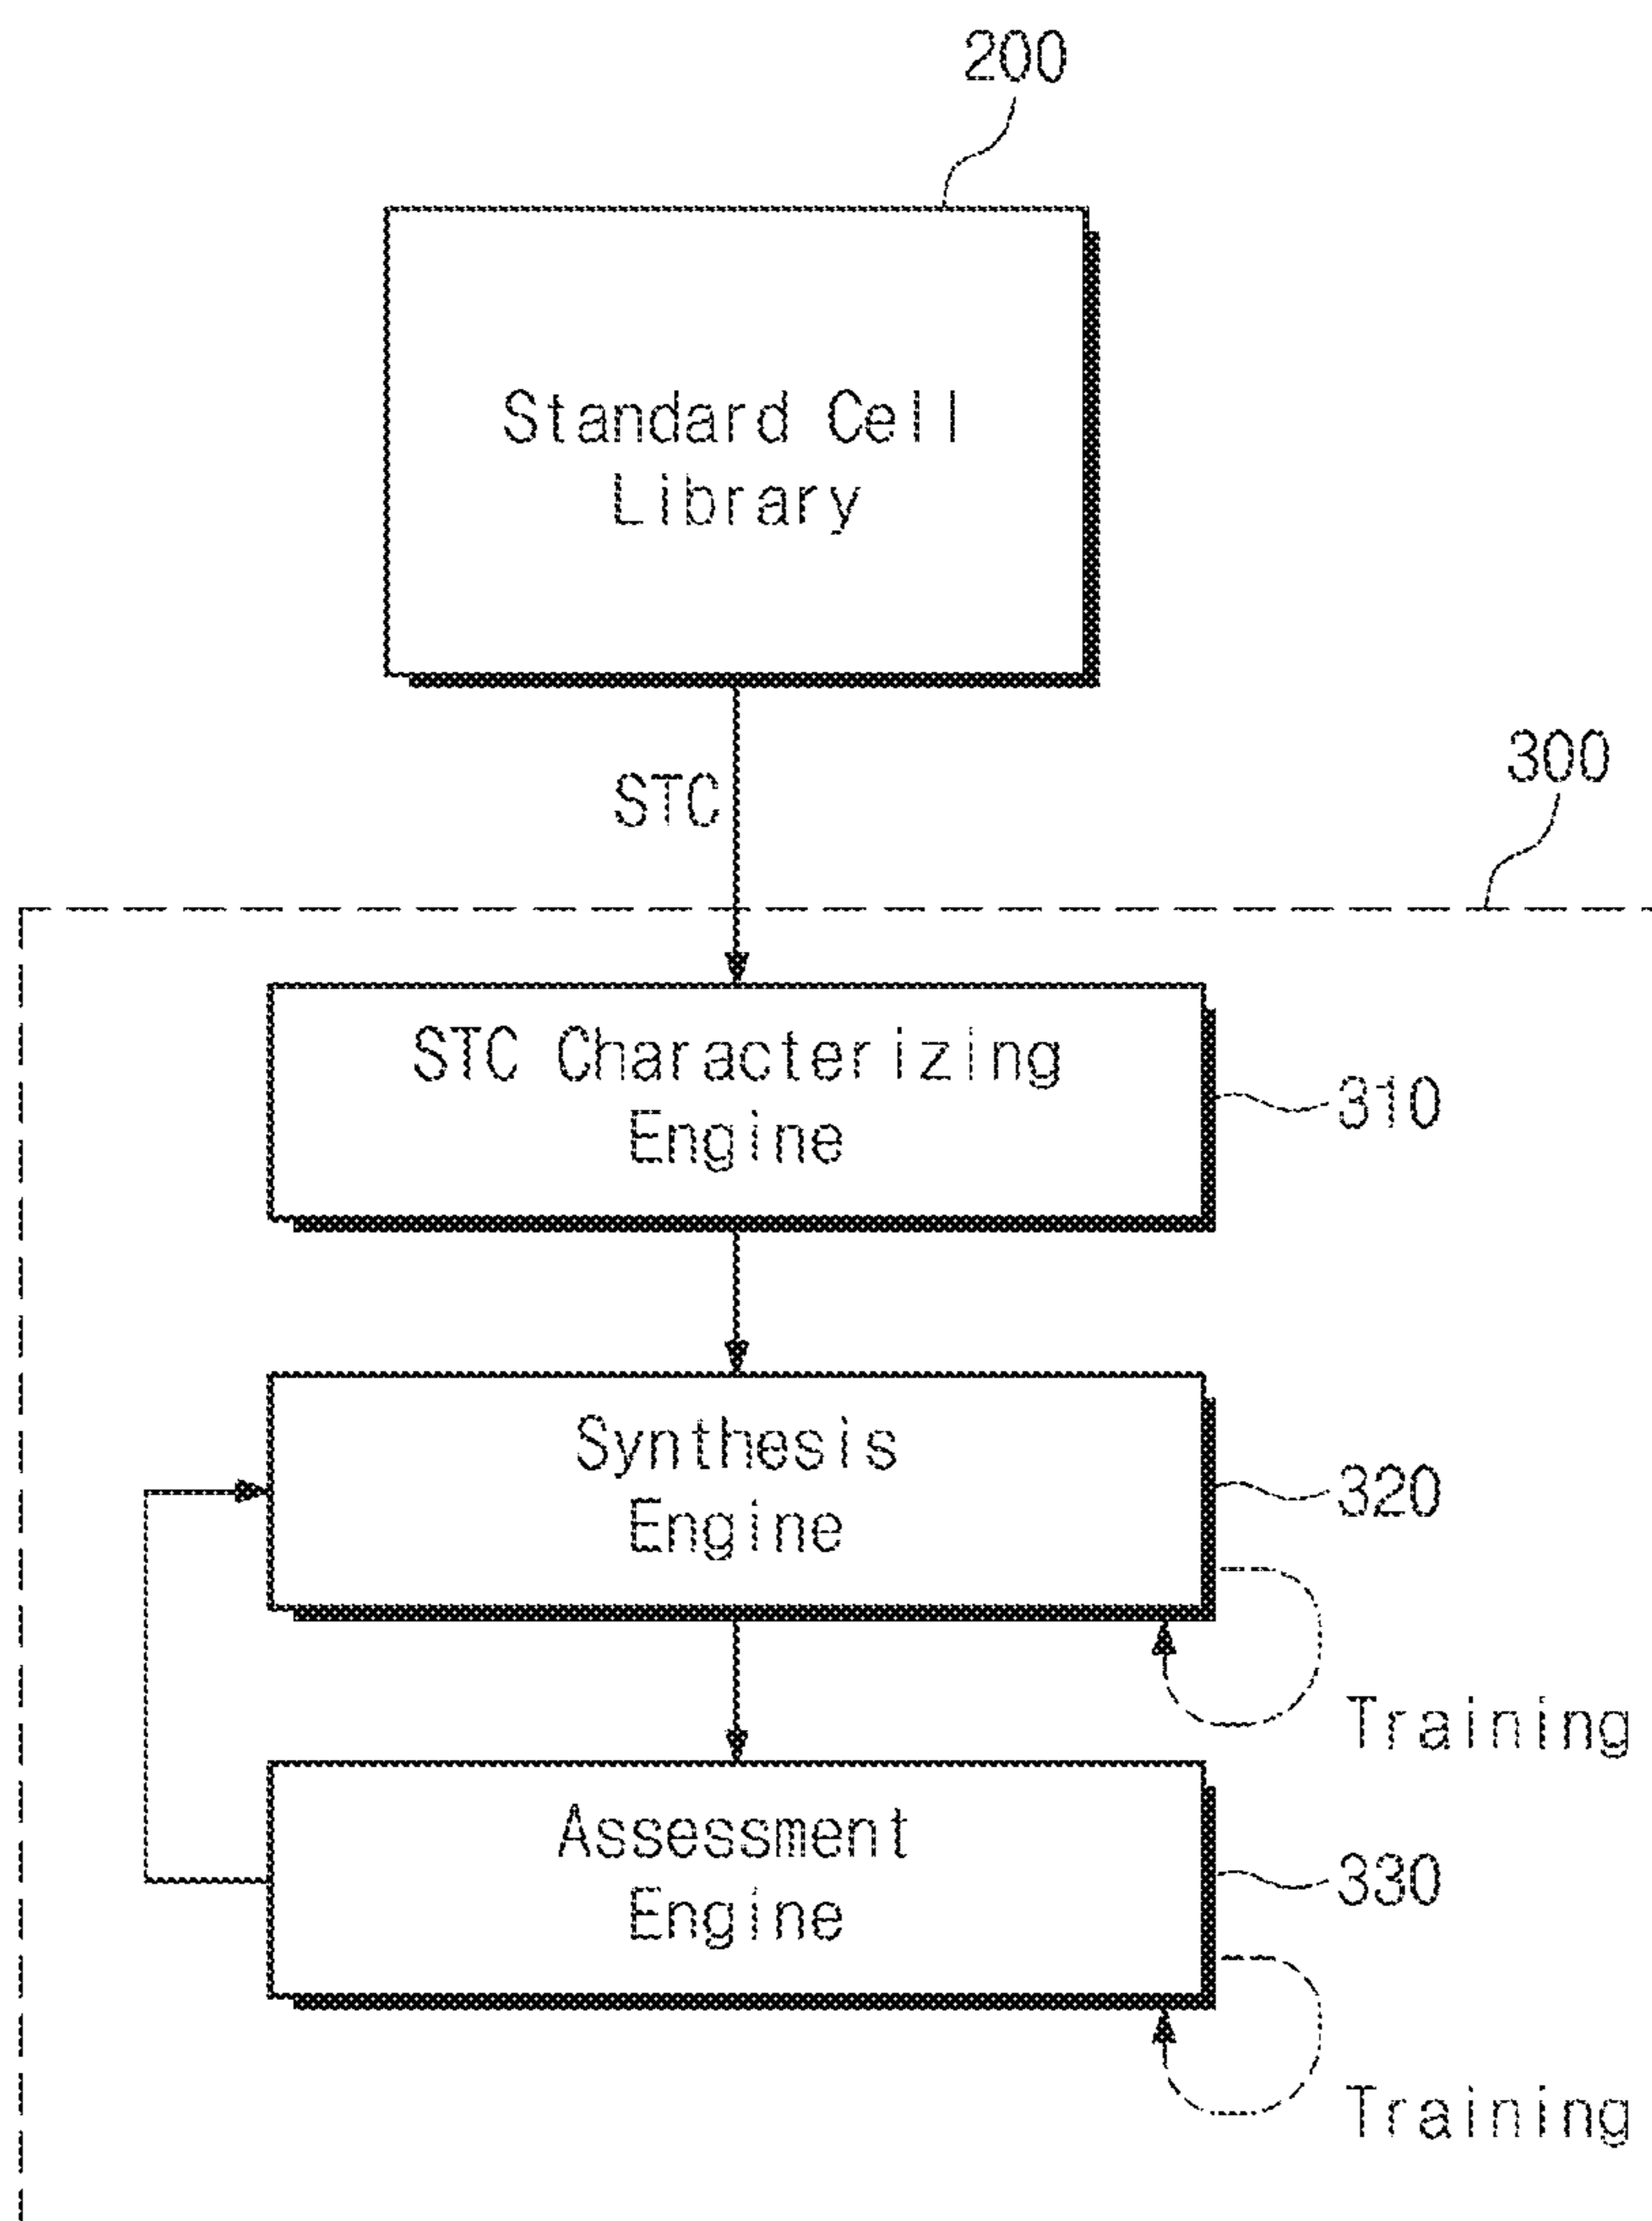 200
Standard Cell
Library
STC
300
STC Characterizing
Engine
310
Synthesis
Engine
320
Training
Assessment
Engine
330
Training